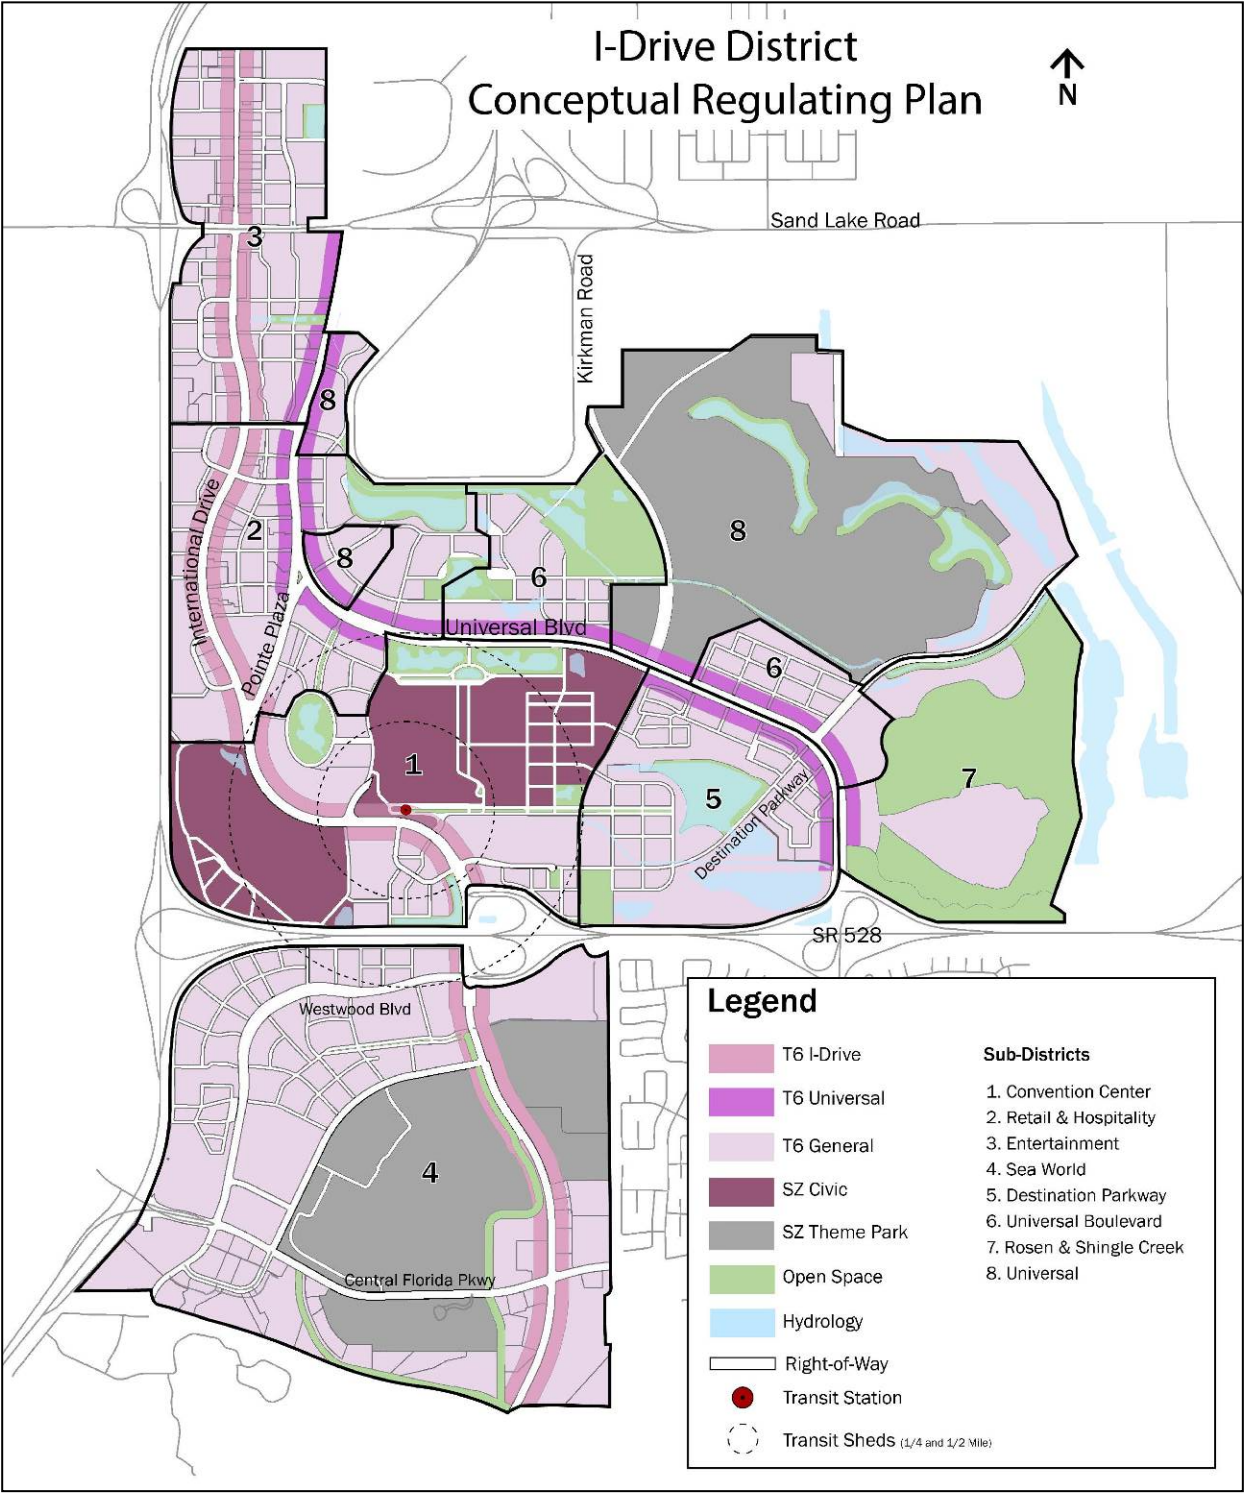 I-Drive District
Conceptual Regulating Plan
N
Sand Lake Road
3
Kirkman Road
8
International Drive
2
8
8
6
Pointe Plaza
Universal Blvd
6
1
5
7
Destination Parkway
SR 528
Westwood Blvd
4
Central Florida Pkwy
Legend
T6 I-Drive
T6 Universal
T6 General
SZ Civic
SZ Theme Park
Open Space
Hydrology
Right-of-Way
Transit Station
Transit Sheds (1/4 and 1/2 Mile)
Sub-Districts
1. Convention Center
2. Retail & Hospitality
3. Entertainment
4. Sea World
5. Destination Parkway
6. Universal Boulevard
7. Rosen & Shingle Creek
8. Universal